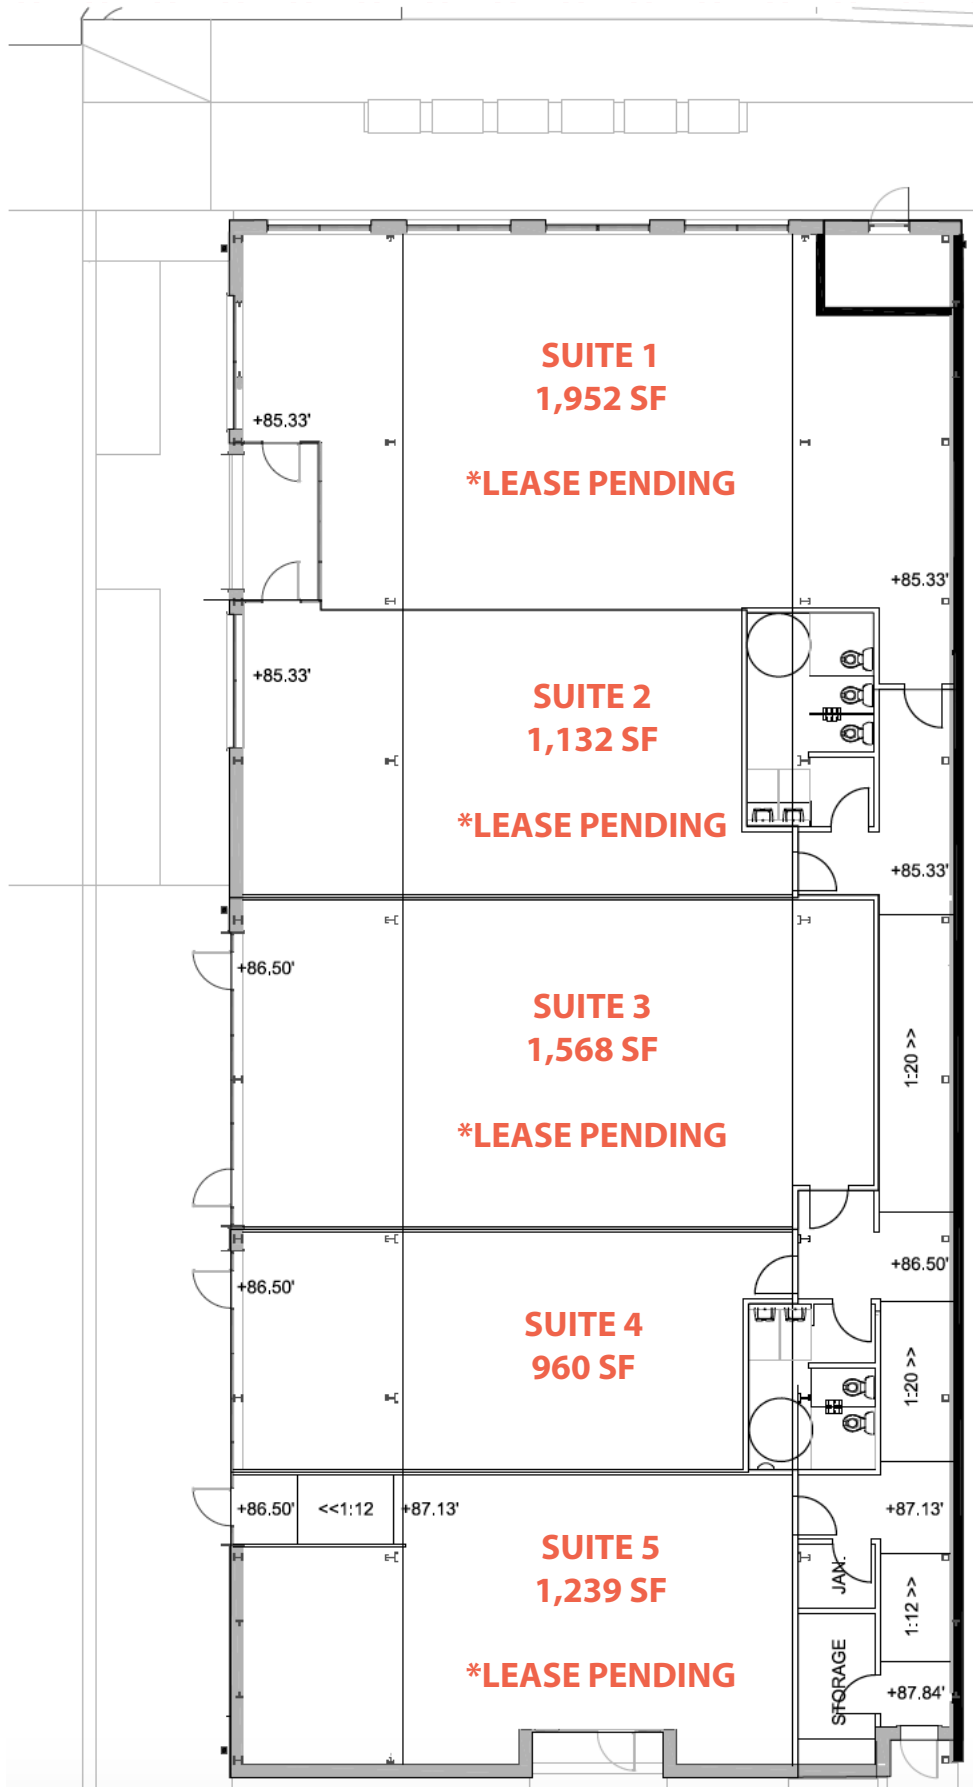 SUITE 1
1,952 SF
+85.33'
*LEASE PENDING
+85.33'
+85.33'
SUITE 2
1,132 SF
*LEASE PENDING
+85.33'
+86.50'
SUITE 3
1,568 SF
1:20 >>
*LEASE PENDING
+86.50'
+86.50'
SUITE 4
960 SF
1:20 >>
+86.50'
<<1:12
+87.13'
+87.13'
SUITE 5
1,239 SF
JAN.
1:12 >>
*LEASE PENDING
STORAGE
+87.84'